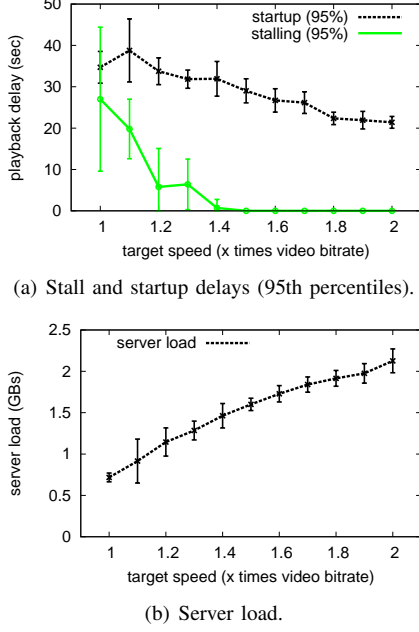 50
40
30
20
10
0
playback delay (sec)
startup (95%)
stalling (95%)
1 1.2 1.4 1.6 1.8 2
target speed (x times video bitrate)
(a) Stall and startup delays (95th percentiles).
2.5
2
1.5
1
0.5
0
server load (GBs)
server load
1 1.2 1.4 1.6 1.8 2
target speed (x times video bitrate)
(b) Server load.